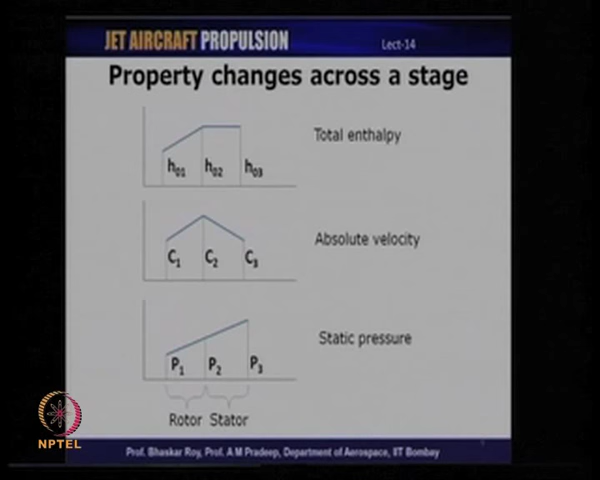 JET AIRCRAFT PROPULSION
Lect-14
Property changes across a stage
Total enthalpy
h01 h02 h03
Absolute velocity
C1 C2 C3
Static pressure
P1 P2 P3
Rotor Stator
NPTEL
Prof. Bhaskar Roy, Prof. A M Pradeep, Department of Aerospace, IIT Bombay